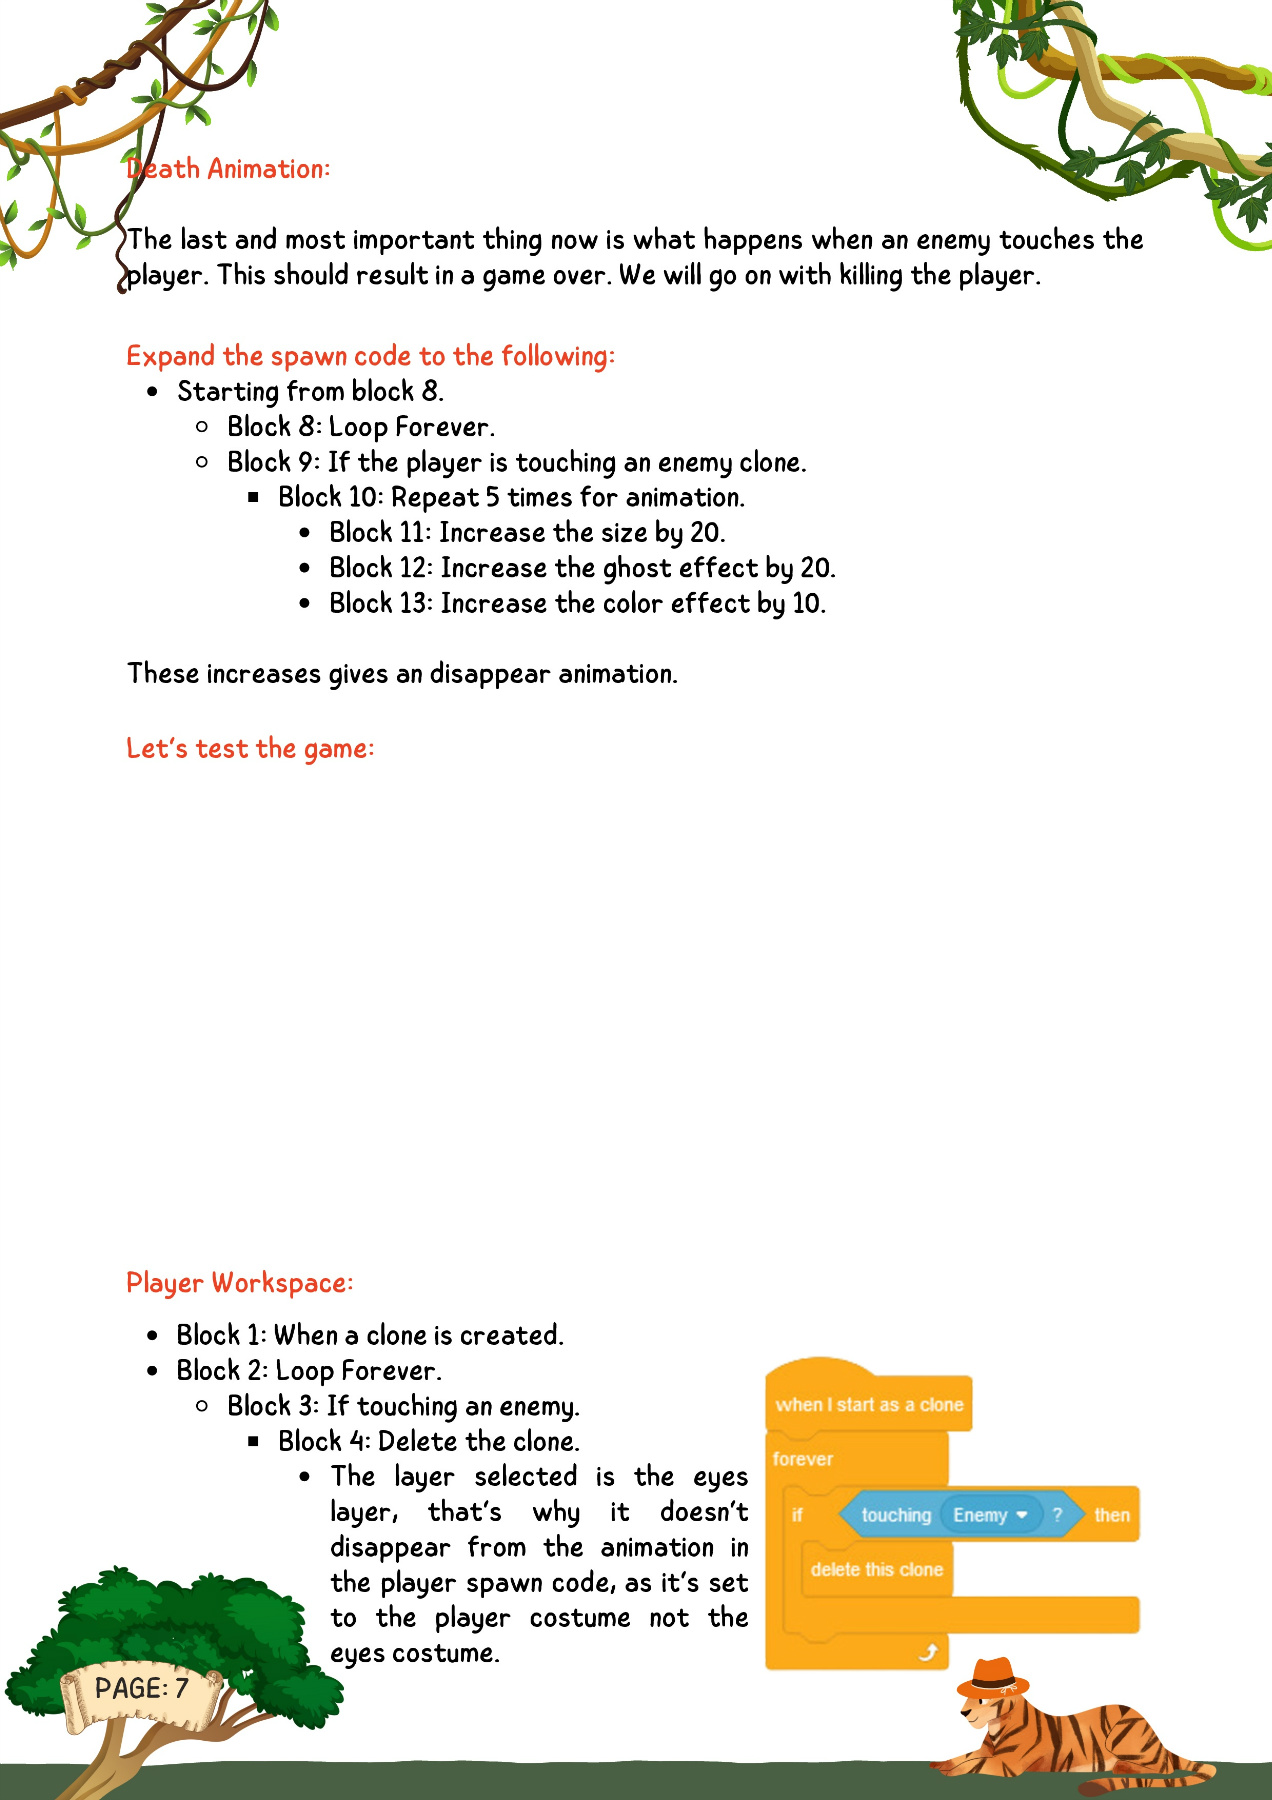 Death Animation:
The last and most important thing now is what happens when an enemy touches the
player. This should result in a game over. We will go on with killing the player.
Expand the spawn code to the following:
Starting from block 8.
Block 8: Loop Forever.
Block 9: If the player is touching an enemy clone.
Block 10: Repeat 5 times for animation.
Block 11: Increase the size by 20.
Block 12: Increase the ghost effect by 20.
Block 13: Increase the color effect by 10.
These increases gives an disappear animation.
Let's test the game:
Player Workspace:
Block 1: When a clone is created.
Block 2: Loop Forever.
Block 3: If touching an enemy.
Block 4: Delete the clone.
The layer selected is the eyes
layer, that's why it doesn't
disappear from the animation in
the player spawn code, as it's set
to the player costume not the
eyes costume.
when I start as a clone
forever
if touching Enemy ? then
delete this clone
PAGE: 7